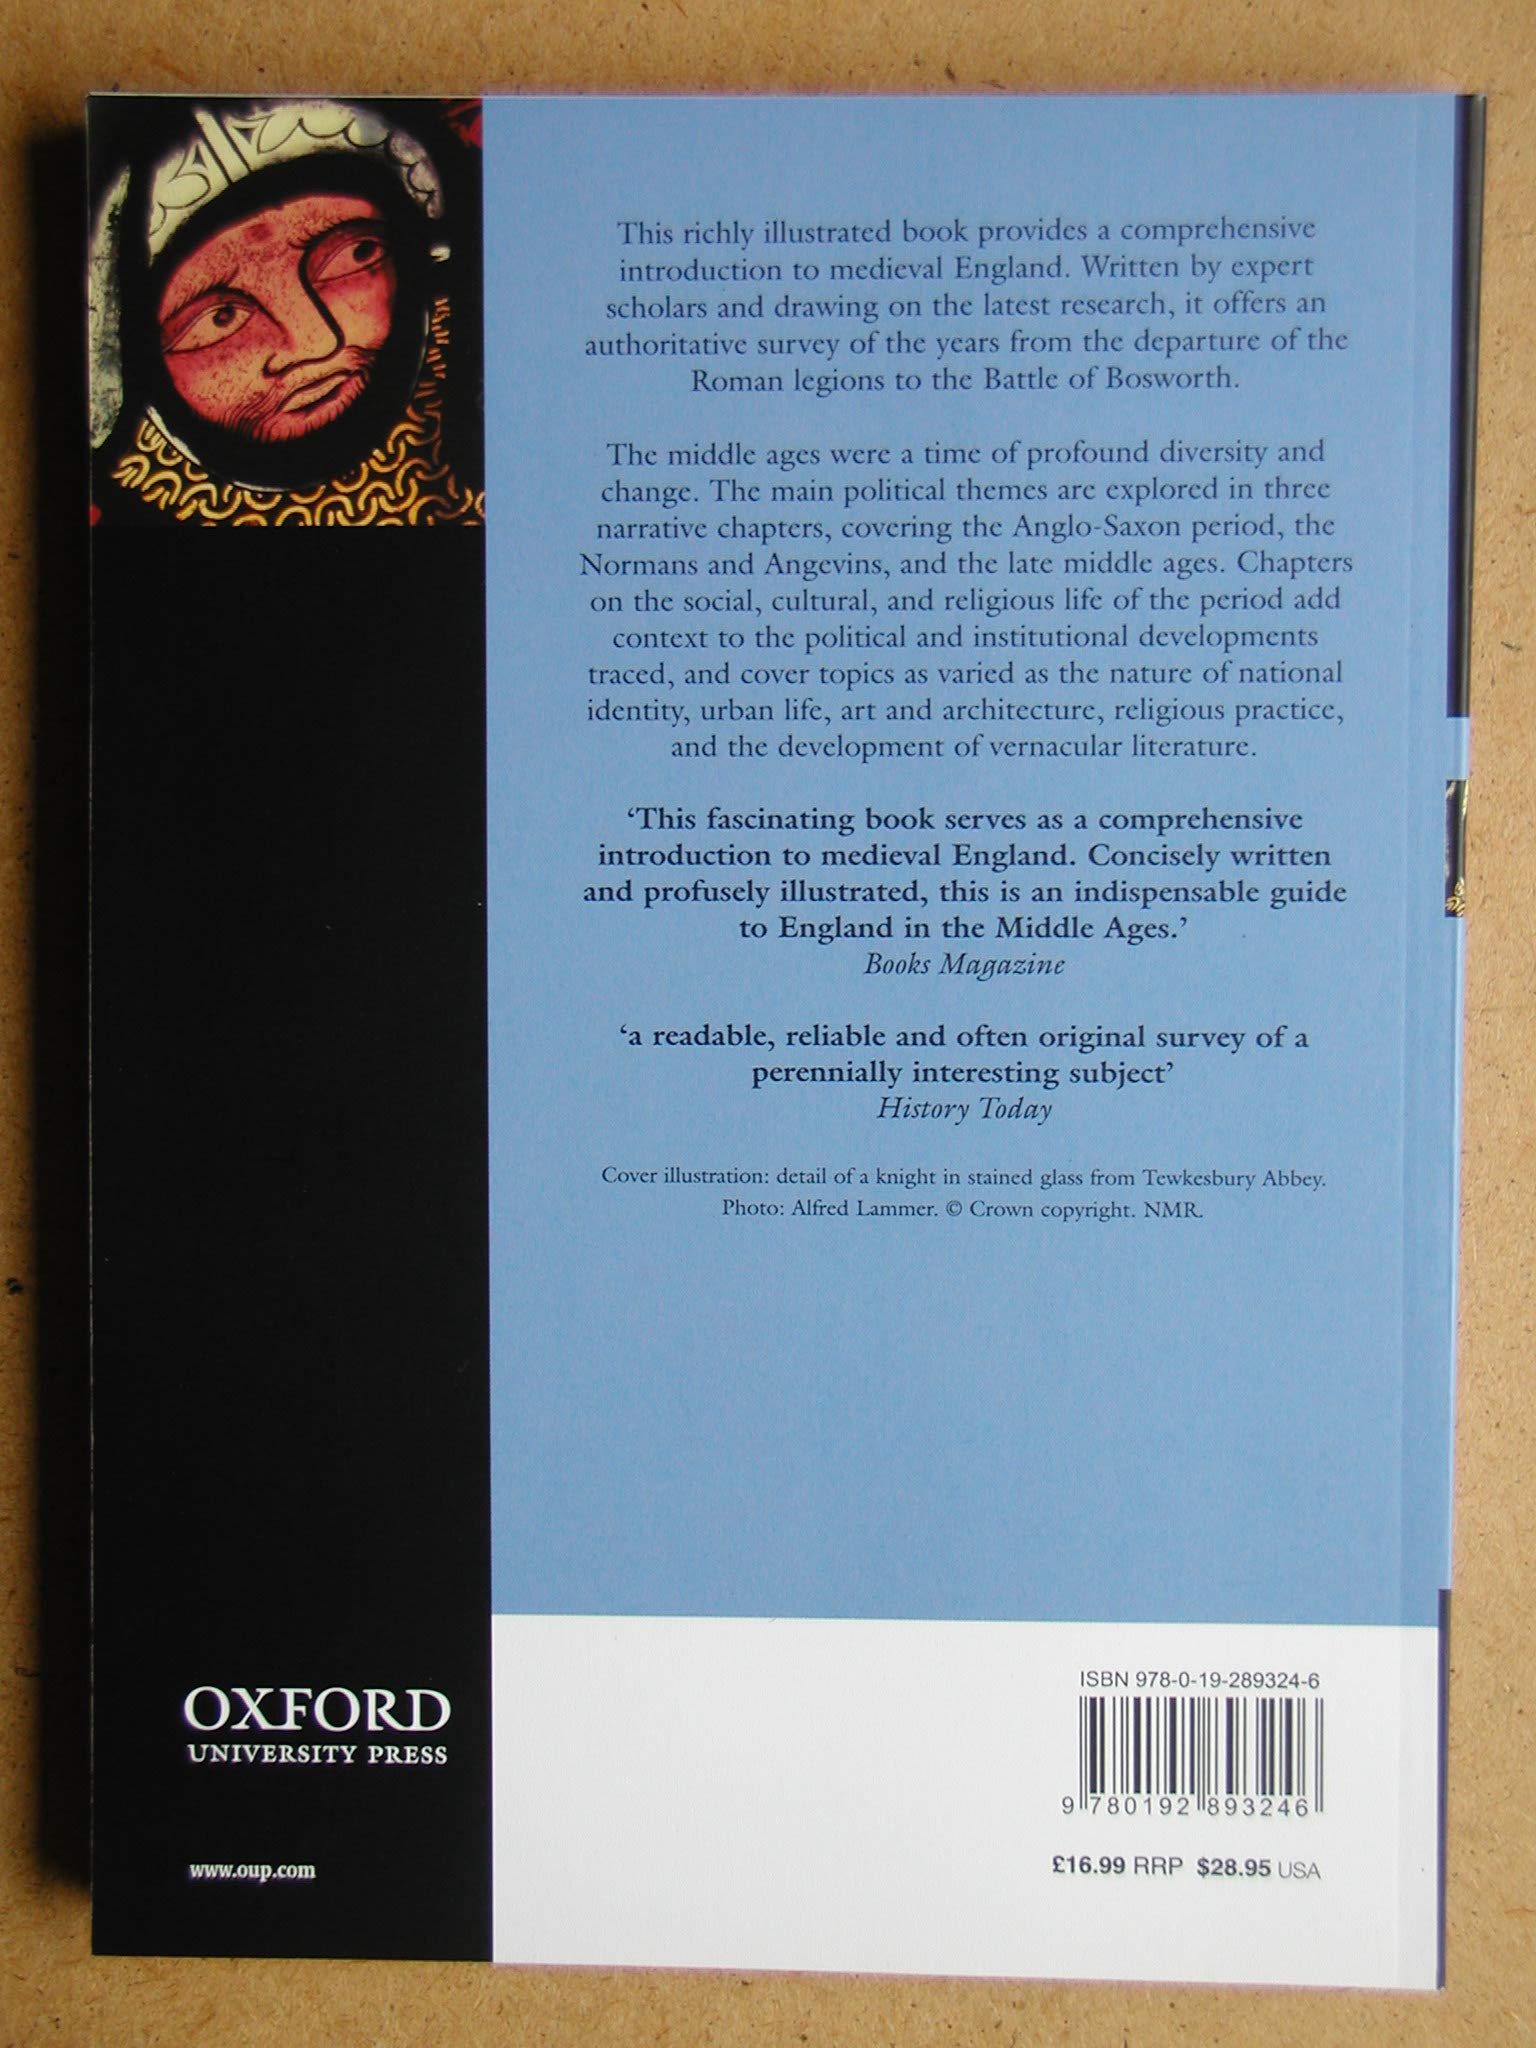 This richly illustrated book provides a comprehensive
introduction to medieval England. Written by expert
scholars and drawing on the latest research, it offers an
authoritative survey of the years from the departure of the
Roman legions to the Battle of Bosworth.
The middle ages were a time of profound diversity and
change. The main political themes are explored in three
narrative chapters, covering the Anglo-Saxon period, the
Normans and Angevins, and the late middle ages. Chapters
on the social, cultural, and religious life of the period add
context to the political and institutional developments
traced, and cover topics as varied as the nature of national
identity, urban life, art and architecture, religious practice,
and the development of vernacular literature.
‘This fascinating book serves as a comprehensive
introduction to medieval England. Concisely written
and profusely illustrated, this is an indispensable guide
to England in the Middle Ages.’
Books Magazine
‘a readable, reliable and often original survey of a
perennially interesting subject’
History Today
Cover illustration: detail of a knight in stained glass from Tewkesbury Abbey.
Photo: Alfred Lammer. © Crown copyright. NMR.
OXFORD
UNIVERSITY PRESS
www.oup.com
ISBN 978-0-19-289324-6
9 780192 893246
£16.99 RRP $28.95 USA